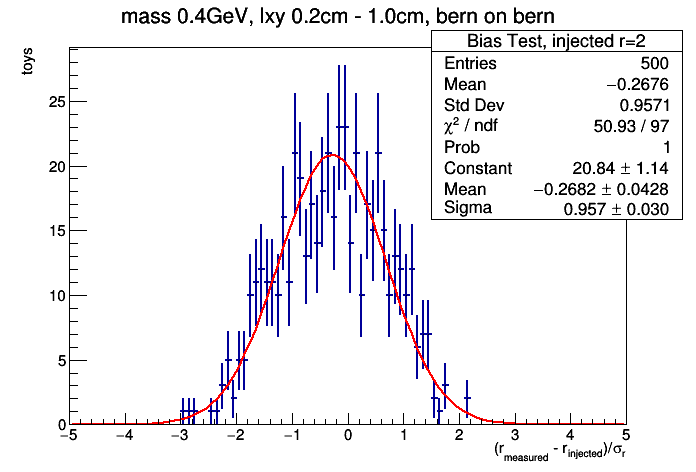 mass 0.4GeV, lxy 0.2cm - 1.0cm, bern on bern
Bias Test, injected r=2
Entries 500
Mean −0.2676
Std Dev 0.9571
χ² / ndf 50.93 / 97
Prob 1
Constant 20.84 ± 1.14
Mean −0.2682 ± 0.0428
Sigma 0.957 ± 0.030
toys
25
20
15
10
5
0
−5 −4 −3 −2 −1 0 1 2 3 4 5
(r_measured - r_injected)/σ_r